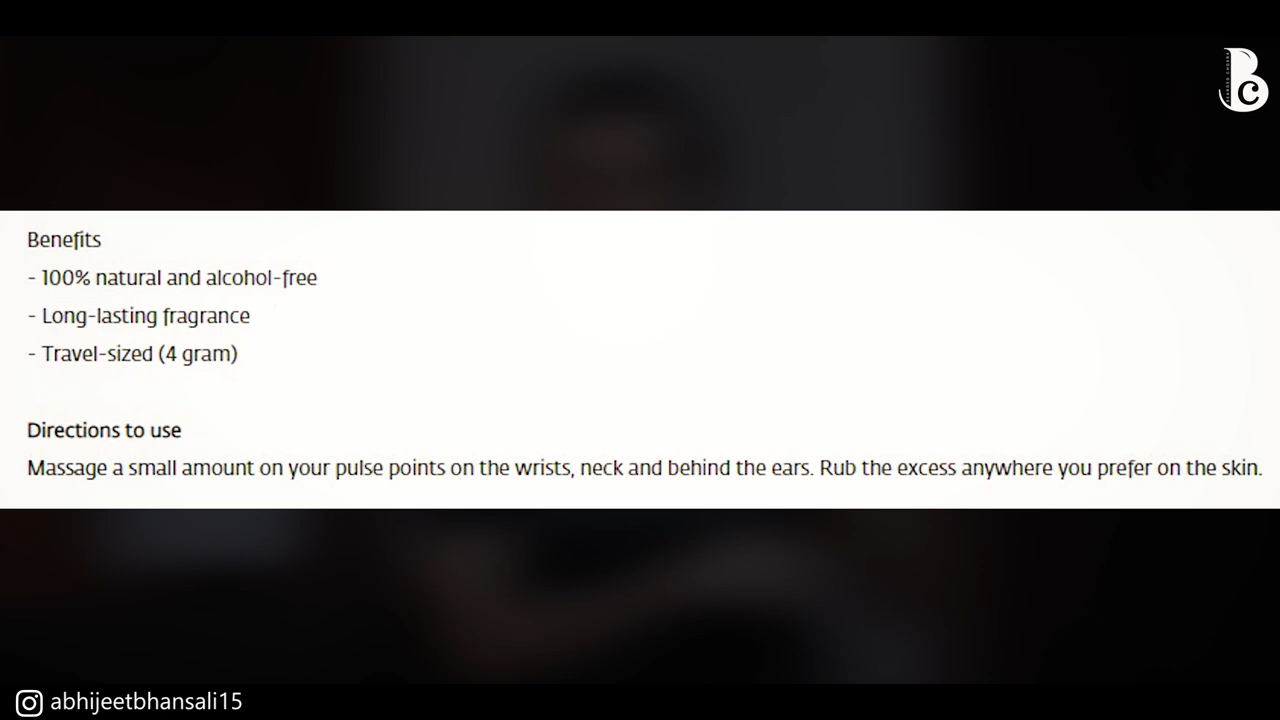 BC
Benefits
- 100% natural and alcohol-free
- Long-lasting fragrance
- Travel-sized (4 gram)
Directions to use
Massage a small amount on your pulse points on the wrists, neck and behind the ears. Rub the excess anywhere you prefer on the skin.
abhijeetbhansali15